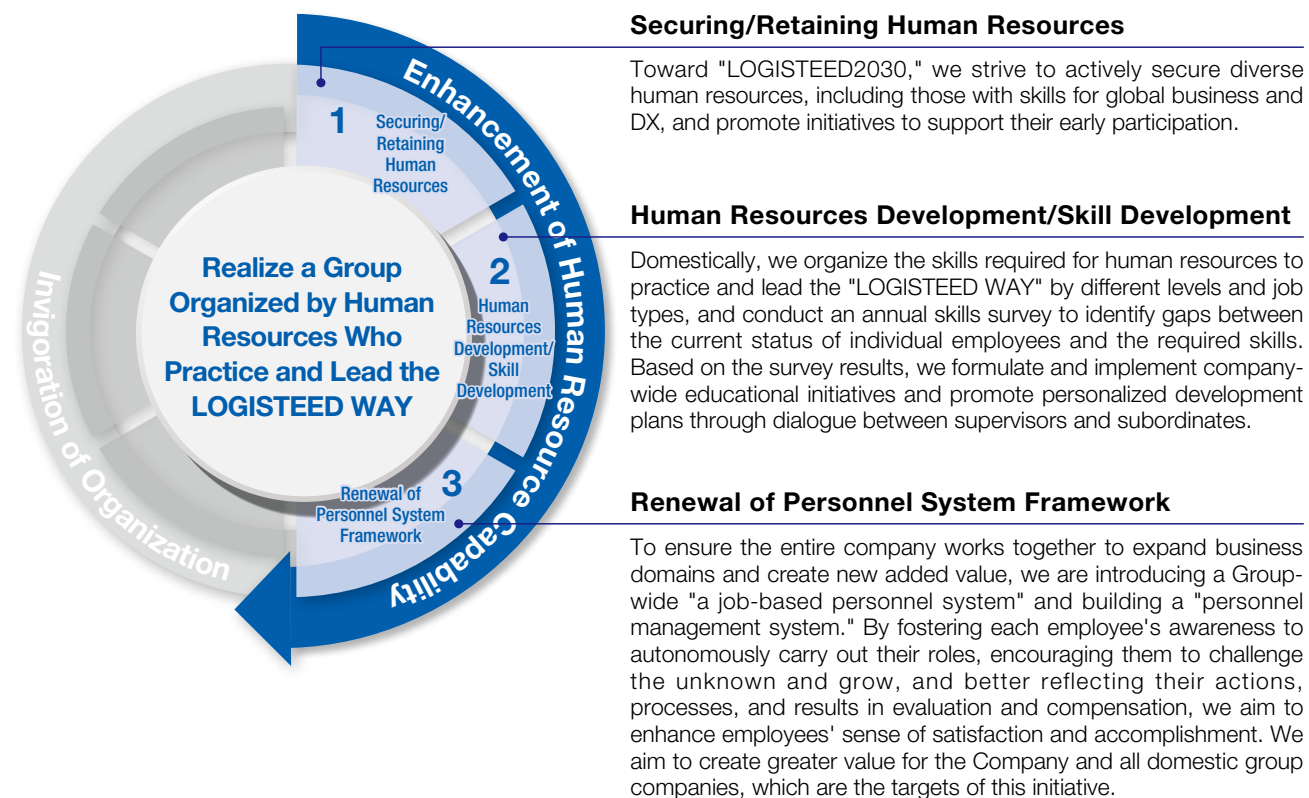 Enhancement of Human Resource Capability
Invigoration of Organization
1
Securing/
Retaining
Human
Resources
2
Human
Resources
Development/
Skill
Development
3
Renewal of
Personnel System
Framework
Realize a Group
Organized by Human
Resources Who
Practice and Lead the
LOGISTEED WAY
Securing/Retaining Human Resources
Toward "LOGISTEED2030," we strive to actively secure diverse
human resources, including those with skills for global business and
DX, and promote initiatives to support their early participation.
Human Resources Development/Skill Development
Domestically, we organize the skills required for human resources to
practice and lead the "LOGISTEED WAY" by different levels and job
types, and conduct an annual skills survey to identify gaps between
the current status of individual employees and the required skills.
Based on the survey results, we formulate and implement company-
wide educational initiatives and promote personalized development
plans through dialogue between supervisors and subordinates.
Renewal of Personnel System Framework
To ensure the entire company works together to expand business
domains and create new added value, we are introducing a Group-
wide "a job-based personnel system" and building a "personnel
management system." By fostering each employee's awareness to
autonomously carry out their roles, encouraging them to challenge
the unknown and grow, and better reflecting their actions,
processes, and results in evaluation and compensation, we aim to
enhance employees' sense of satisfaction and accomplishment. We
aim to create greater value for the Company and all domestic group
companies, which are the targets of this initiative.